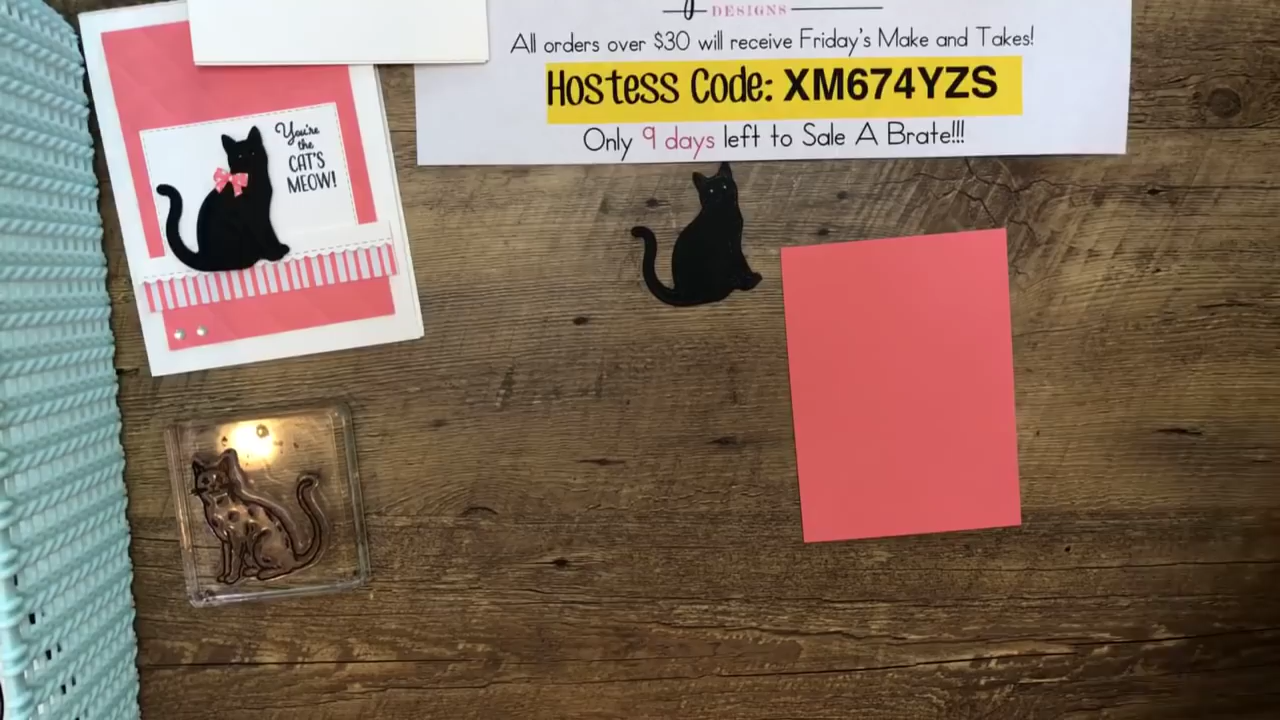 DESIGNS
All orders over $30 will receive Friday's Make and Takes!
Hostess Code: XM674YZS
Only 9 days left to Sale A Brate!!!
You're
the
CAT'S
MEOW!